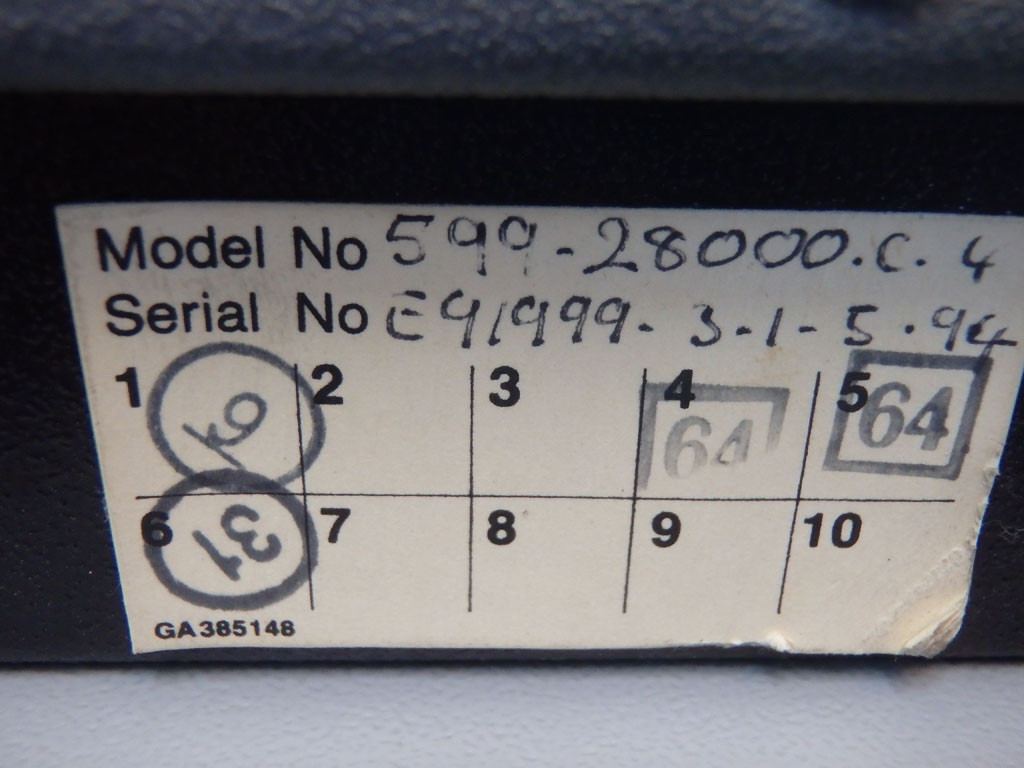 Model No 599-28000.C.4
Serial No E91999-3-1-5.94
1 2 3 4 5
64 64
6 7 8 9 10
31
GA385148